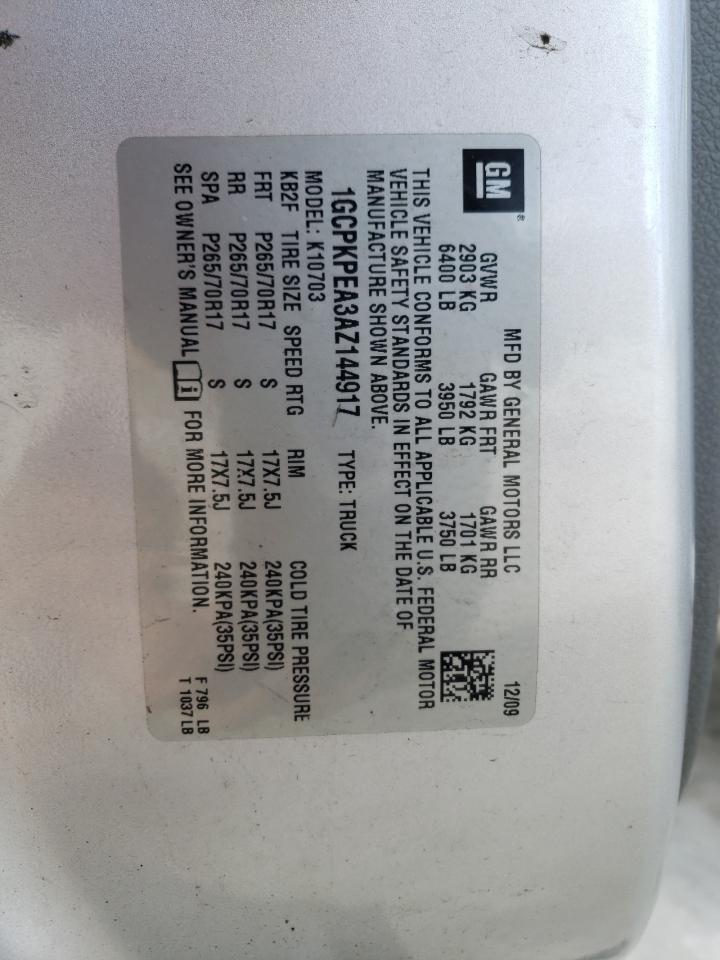 GM®
MFD BY GENERAL MOTORS LLC 12/09
GVWR GAWR FRT GAWR RR
2903 KG 1792 KG 1701 KG
6400 LB 3950 LB 3750 LB
THIS VEHICLE CONFORMS TO ALL APPLICABLE U.S. FEDERAL MOTOR
VEHICLE SAFETY STANDARDS IN EFFECT ON THE DATE OF
MANUFACTURE SHOWN ABOVE.
1GCPKPEA3AZ144917 TYPE: TRUCK
MODEL: K10703
KB2F TIRE SIZE SPEED RTG RIM COLD TIRE PRESSURE
FRT P265/70R17 S 17X7.5J 240KPA(35PSI)
RR P265/70R17 S 17X7.5J 240KPA(35PSI)
SPA P265/70R17 S 17X7.5J 240KPA(35PSI)
SEE OWNER'S MANUAL i FOR MORE INFORMATION.
F 796 LB
T 1037 LB